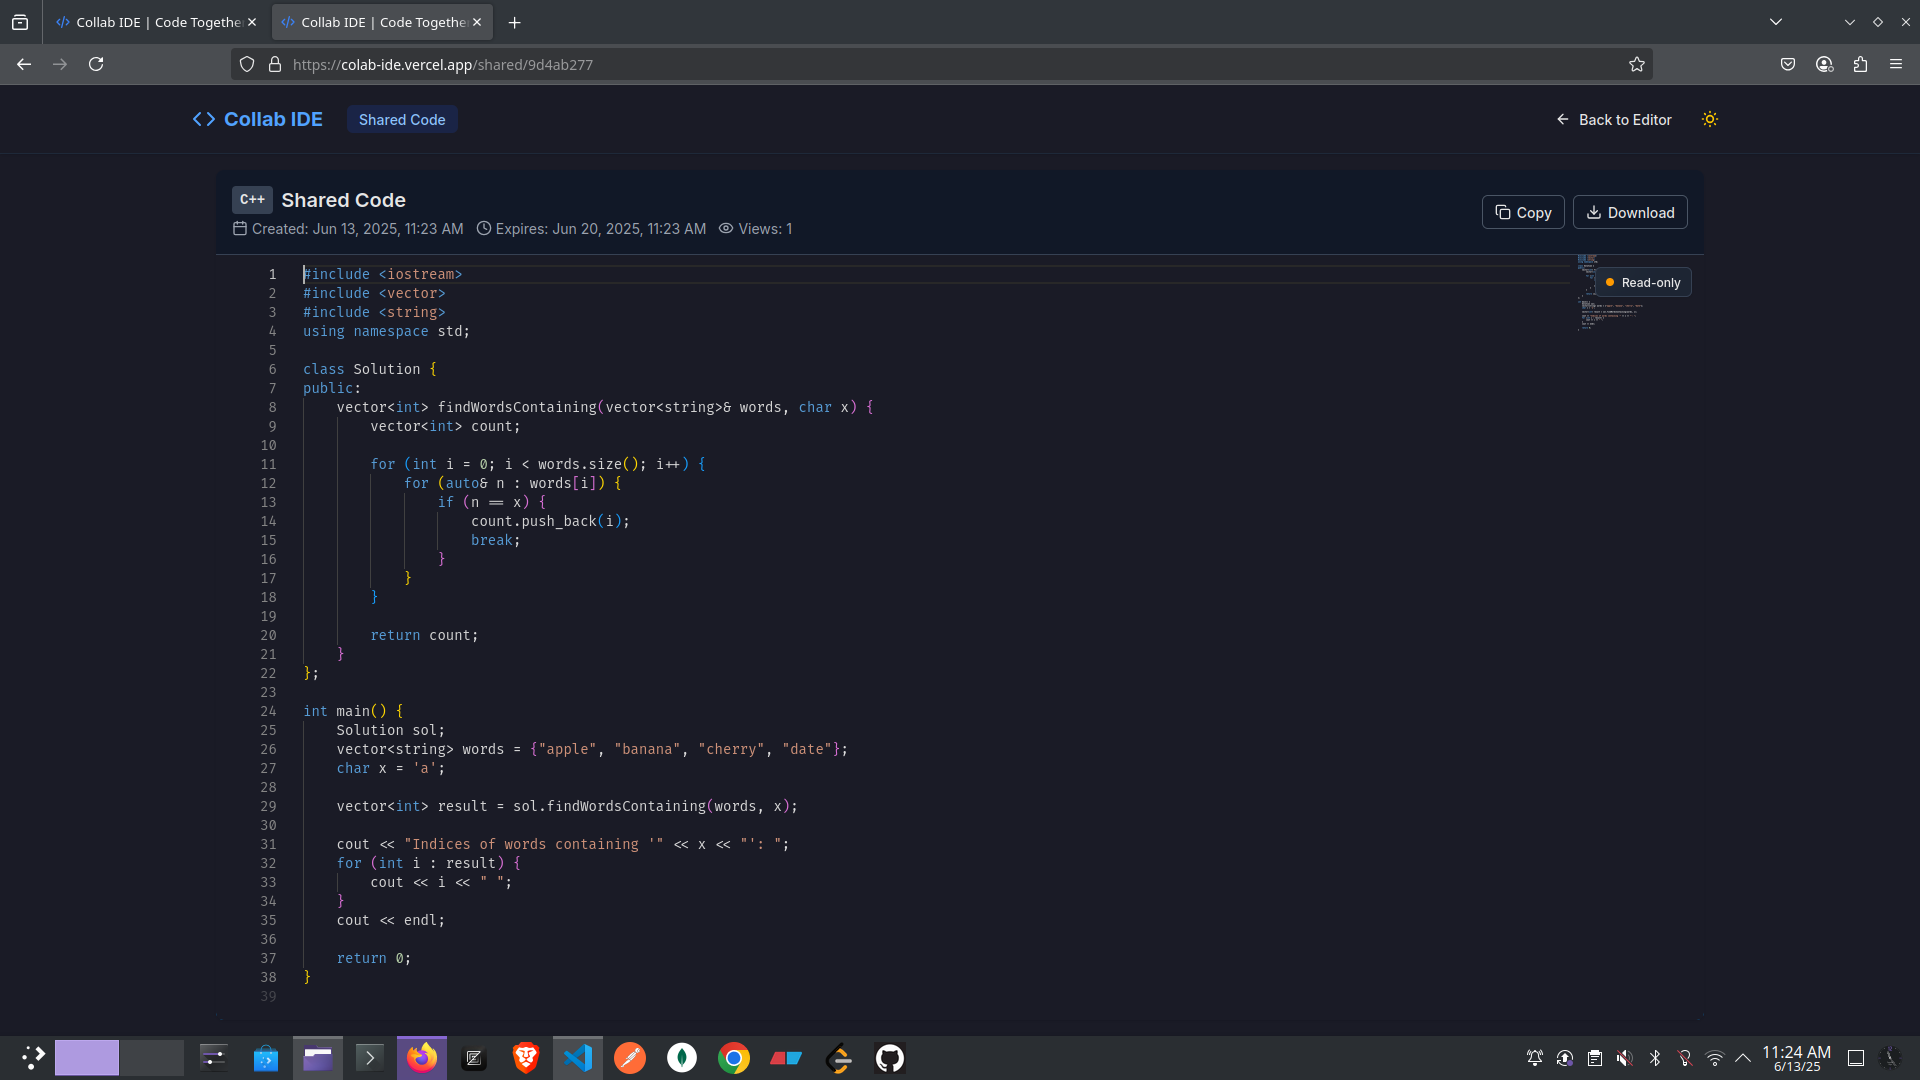 Collab IDE | Code Togethe
Collab IDE | Code Togethe
https://colab-ide.vercel.app/shared/9d4ab277
Collab IDE
Shared Code
Back to Editor
C++
Shared Code
Created: Jun 13, 2025, 11:23 AM
Expires: Jun 20, 2025, 11:23 AM
Views: 1
Copy
Download
Read-only
1 #include <iostream>
2 #include <vector>
3 #include <string>
4 using namespace std;
5
6 class Solution {
7 public:
8     vector<int> findWordsContaining(vector<string>& words, char x) {
9         vector<int> count;
10
11         for (int i = 0; i < words.size(); i++) {
12             for (auto& n : words[i]) {
13                 if (n == x) {
14                     count.push_back(i);
15                     break;
16                 }
17             }
18         }
19
20         return count;
21     }
22 };
23
24 int main() {
25     Solution sol;
26     vector<string> words = {"apple", "banana", "cherry", "date"};
27     char x = 'a';
28
29     vector<int> result = sol.findWordsContaining(words, x);
30
31     cout << "Indices of words containing '" << x << "': ";
32     for (int i : result) {
33         cout << i << " ";
34     }
35     cout << endl;
36
37     return 0;
38 }
39
11:24 AM
6/13/25